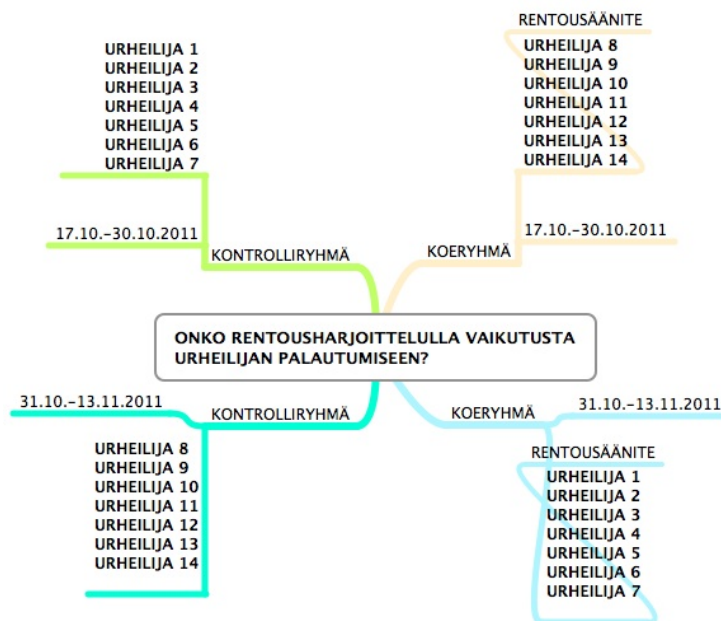 URHEILIJA 1
URHEILIJA 2
URHEILIJA 3
URHEILIJA 4
URHEILIJA 5
URHEILIJA 6
URHEILIJA 7
17.10.–30.10.2011
KONTROLLIRYHMÄ
RENTOUSÄÄNITE
URHEILIJA 8
URHEILIJA 9
URHEILIJA 10
URHEILIJA 11
URHEILIJA 12
URHEILIJA 13
URHEILIJA 14
17.10.–30.10.2011
KOERYHMÄ
ONKO RENTOUSHARJOITTELULLA VAIKUTUSTA
URHEILIJAN PALAUTUMISEEN?
31.10.–13.11.2011
KONTROLLIRYHMÄ
URHEILIJA 8
URHEILIJA 9
URHEILIJA 10
URHEILIJA 11
URHEILIJA 12
URHEILIJA 13
URHEILIJA 14
KOERYHMÄ
31.10.–13.11.2011
RENTOUSÄÄNITE
URHEILIJA 1
URHEILIJA 2
URHEILIJA 3
URHEILIJA 4
URHEILIJA 5
URHEILIJA 6
URHEILIJA 7